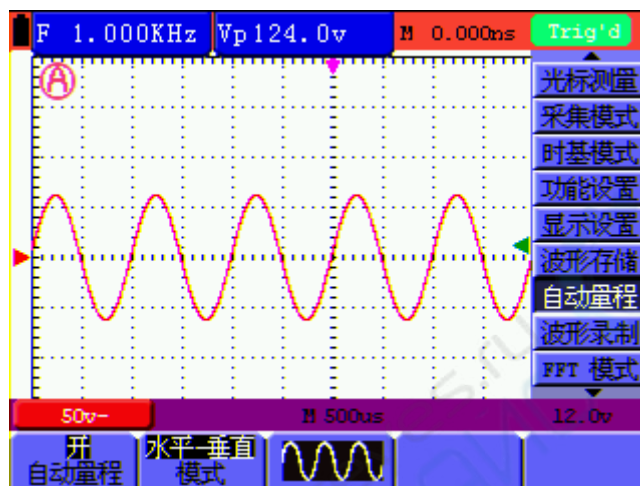 F 1.000KHz Vp124.0v M 0.000ns Trig'd
A
光标测量
采集模式
时基模式
功能设置
显示设置
波形存储
自动量程
波形录制
FFT 模式
50v~ M 500us 12.0v
开 水平-垂直
自动量程 模式